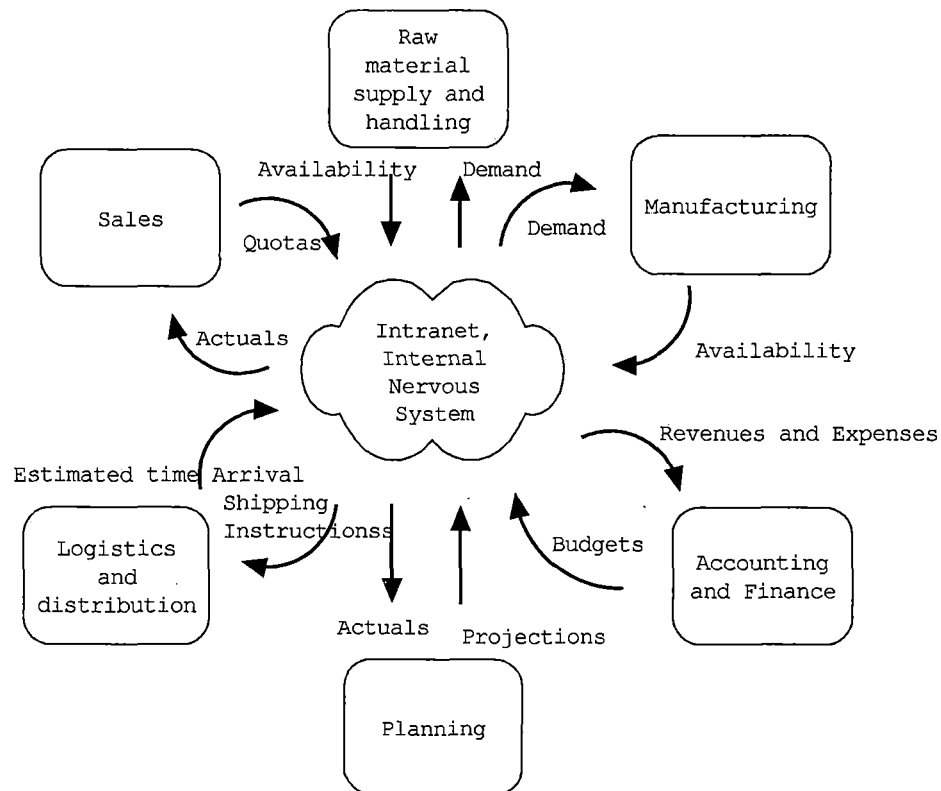 Raw
material
supply and
handling
Availability
Demand
Sales
Manufacturing
Quotas
Demand
Intranet,
Internal
Nervous
System
Actuals
Availability
Revenues and Expenses
Estimated time Arrival
Shipping
Instructionss
Logistics
and
distribution
Budgets
Accounting
and Finance
Actuals
Projections
Planning